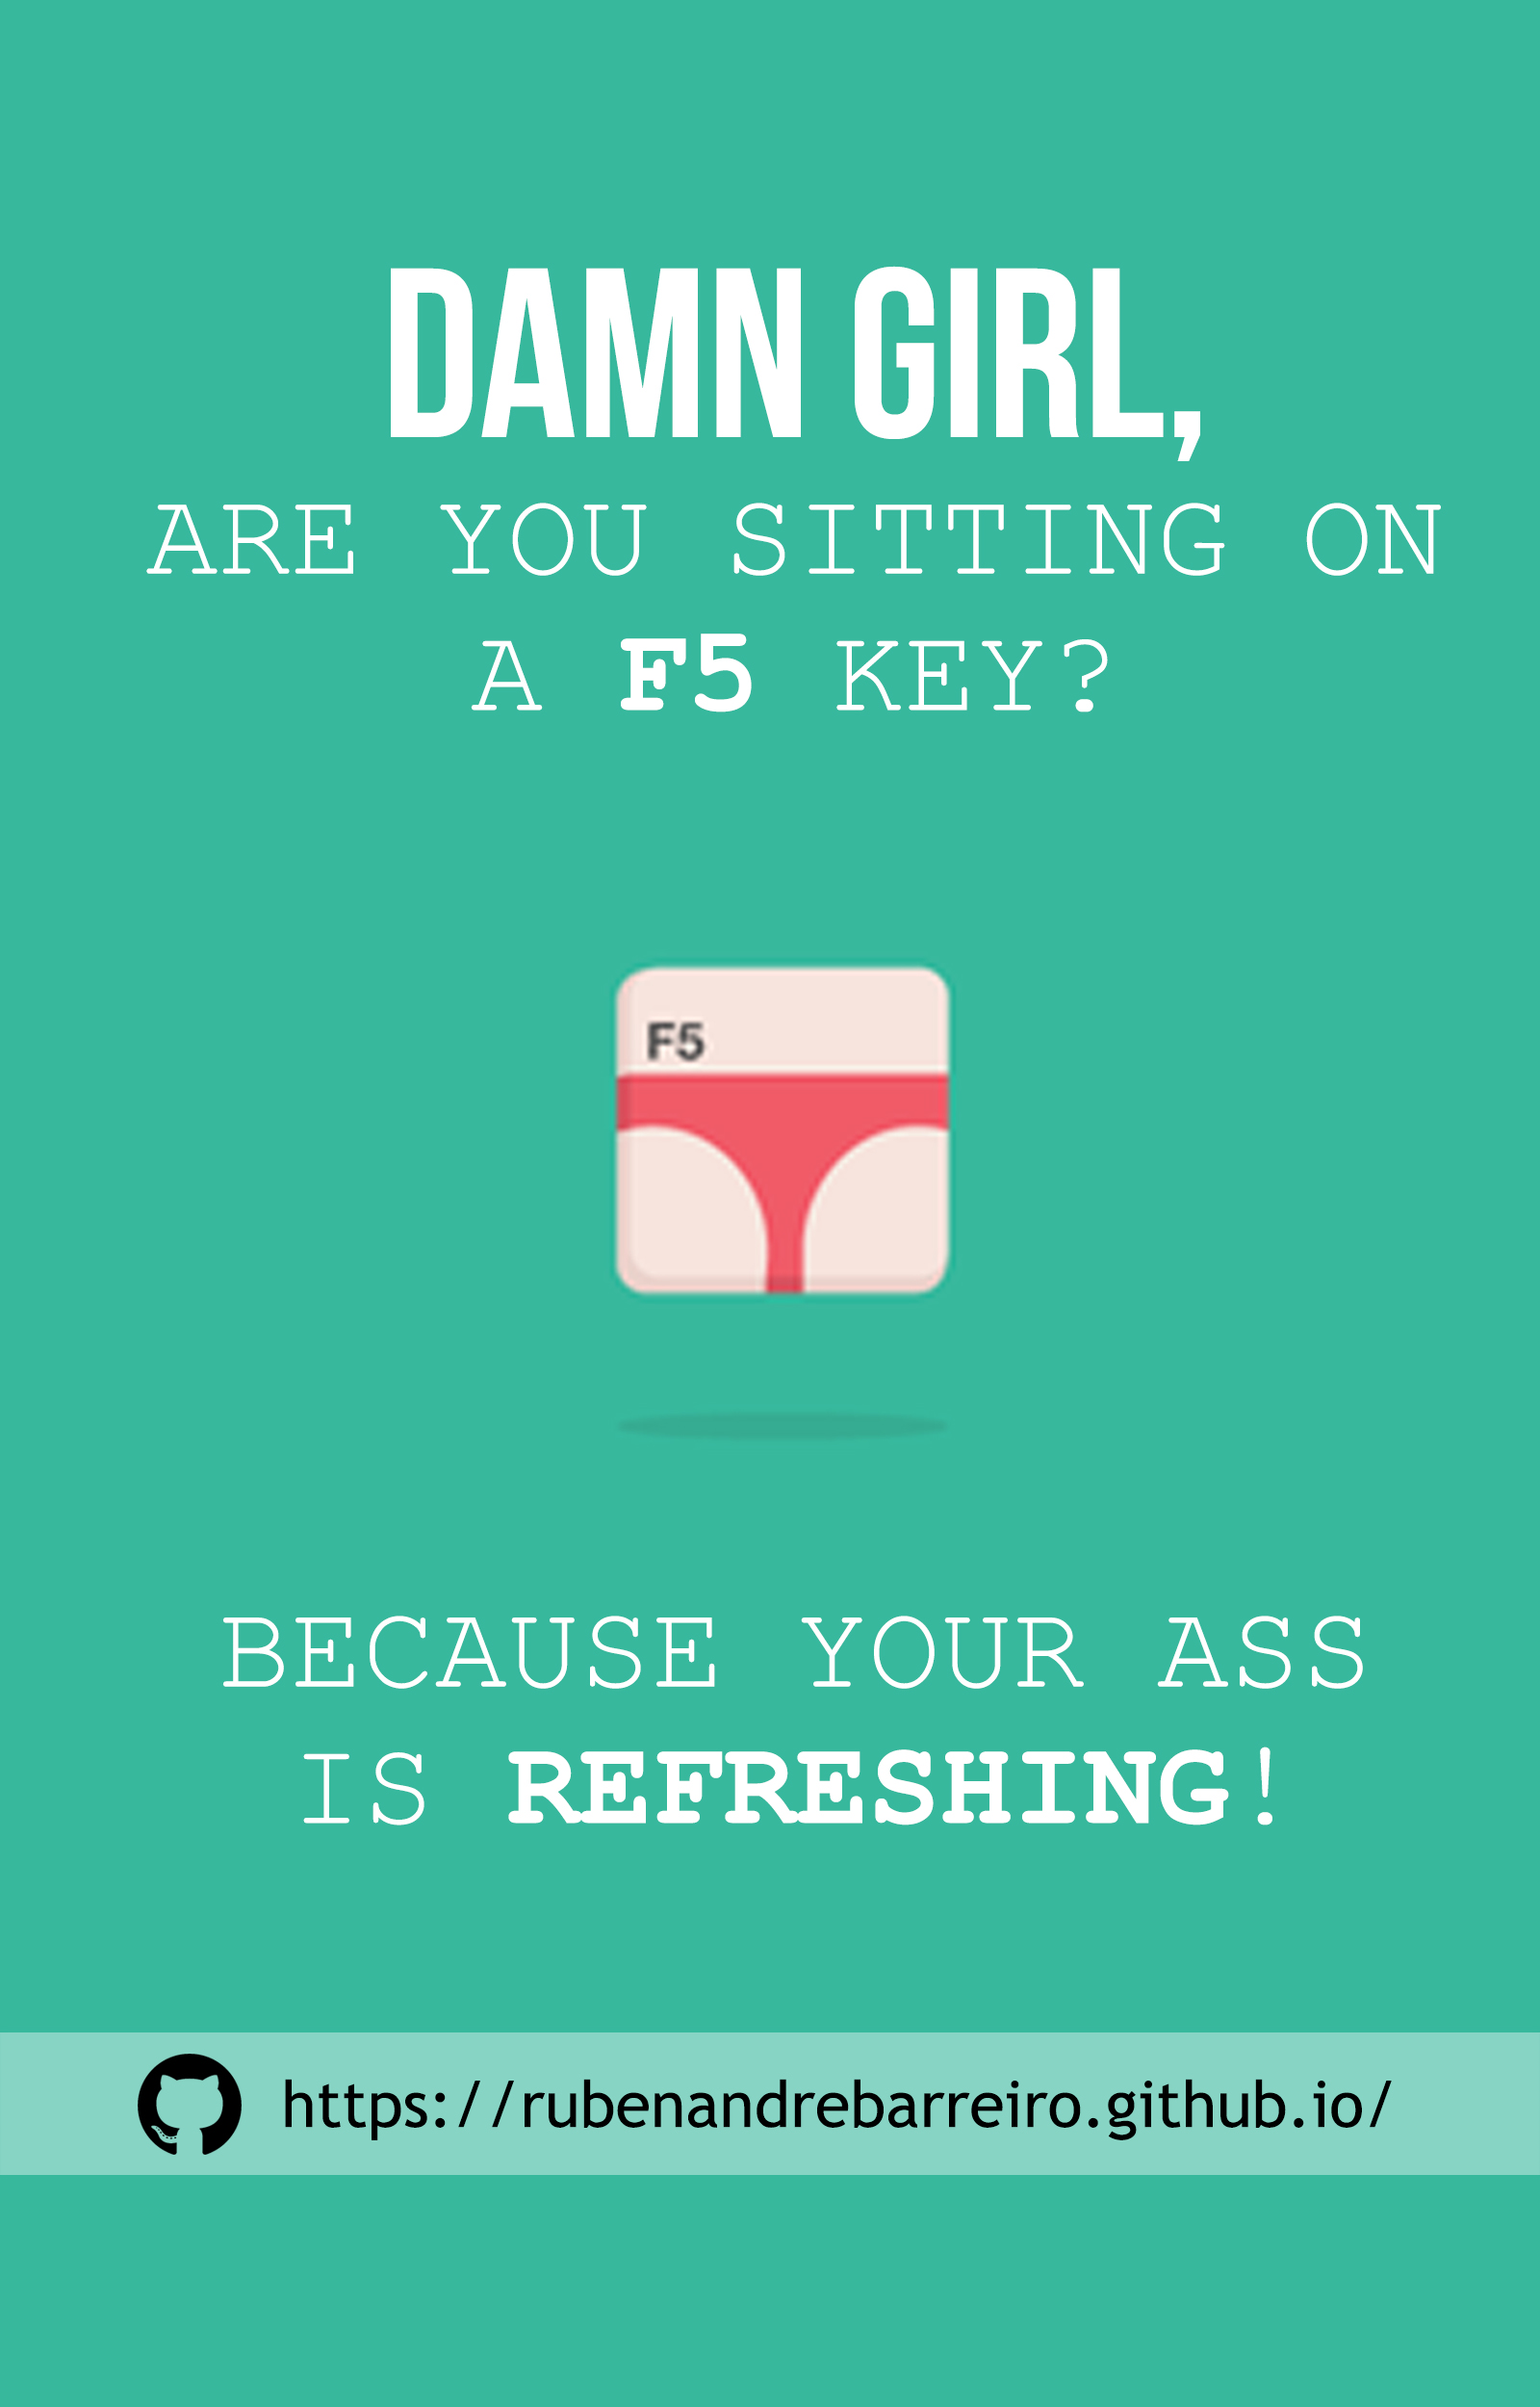 DAMN GIRL,
ARE YOU SITTING ON
A F5 KEY?
F5
BECAUSE YOUR ASS
IS REFRESHING!
https://rubenandrebarreiro.github.io/